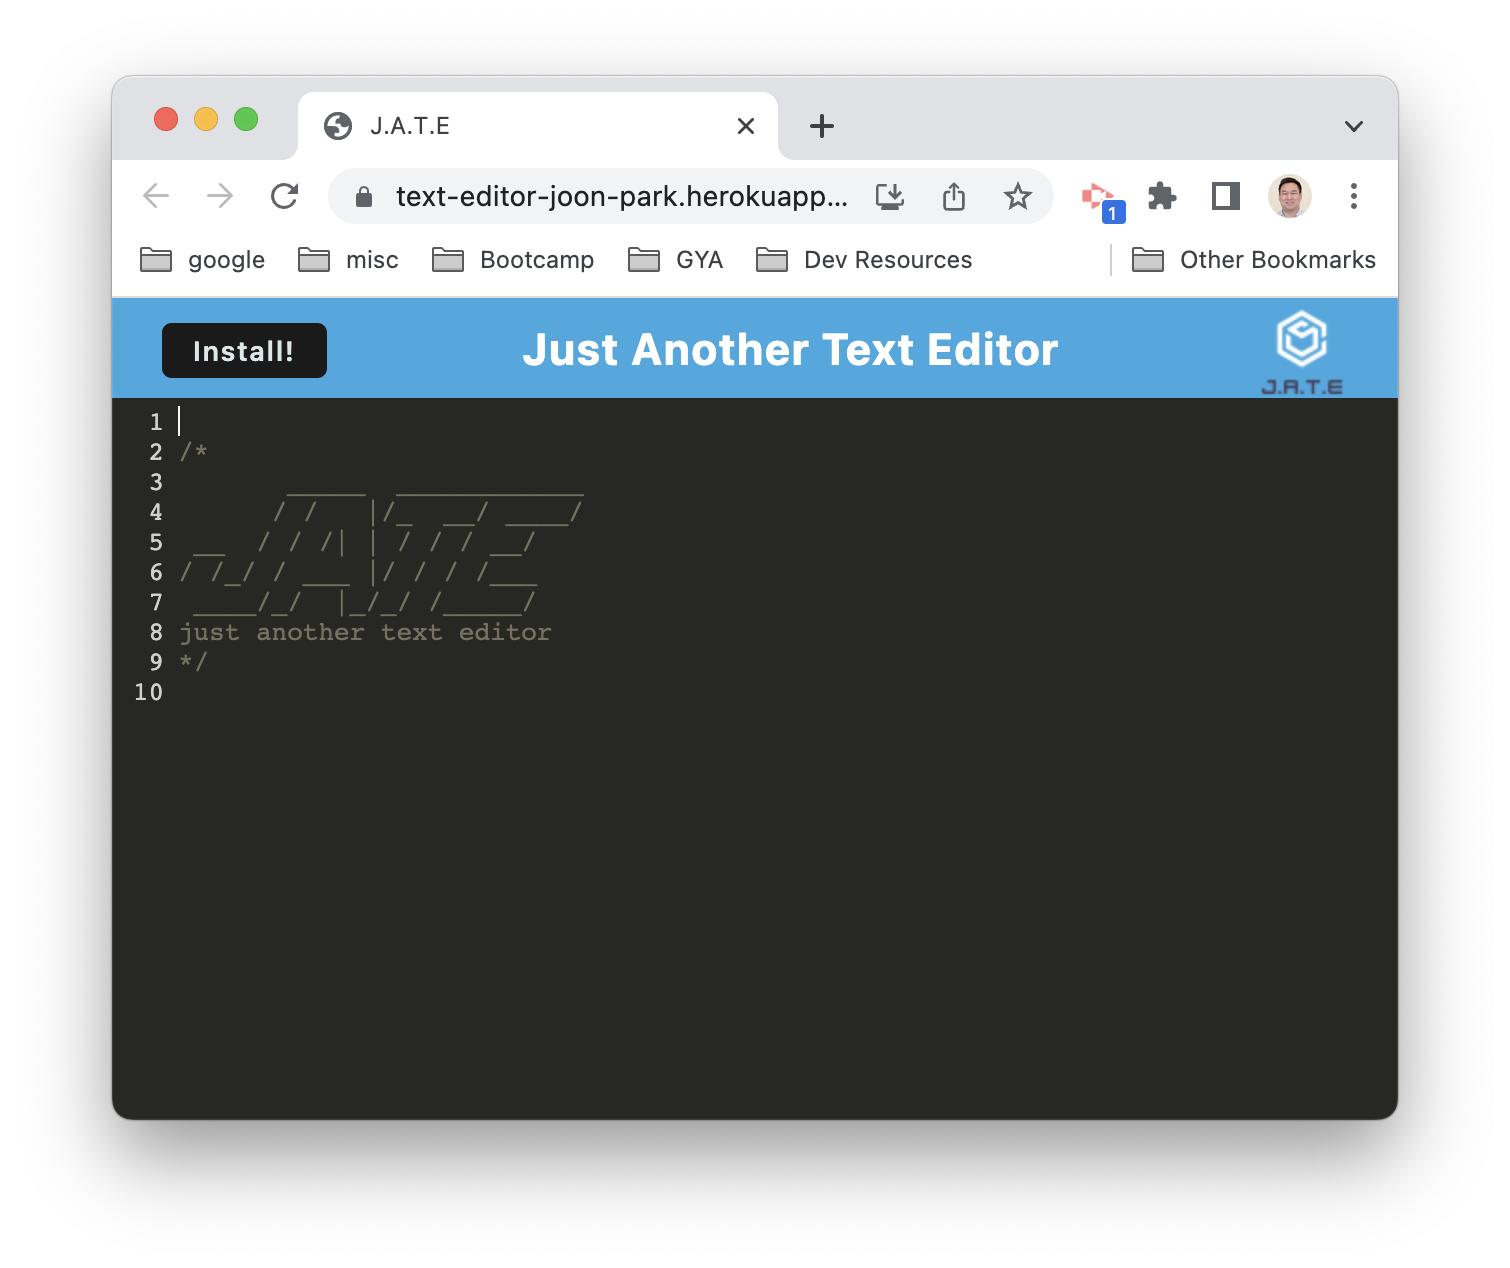 J.A.T.E
text-editor-joon-park.herokuapp...
1
google misc Bootcamp GYA Dev Resources Other Bookmarks
Install! Just Another Text Editor
J.A.T.E
1
2 /*
3        _____  ____________
4       / /    |/_  __/ ____/
5  __  / / /| | / / / __/
6 / /_/ / ___ |/ / / /___
7  ____/_/  |_/_/ /_____/
8 just another text editor
9 */
10